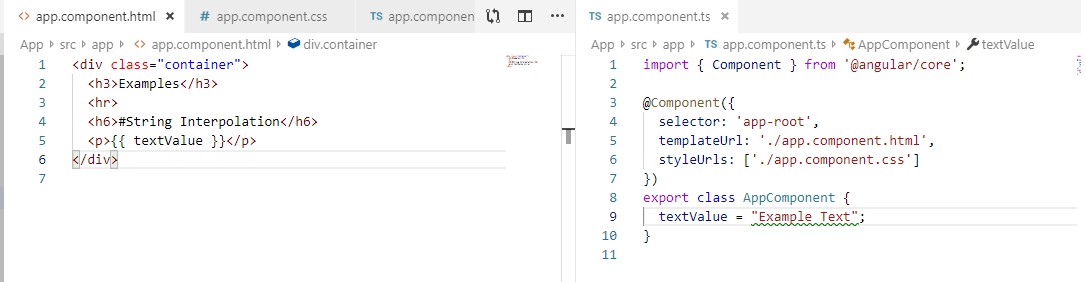 app.component.html
app.component.css
TS app.componen
App src app app.component.html div.container
1 <div class="container">
2 <h3>Examples</h3>
3 <hr>
4 <h6>#String Interpolation</h6>
5 <p>{{ textValue }}</p>
6 </div>
7
TS app.component.ts
App src app TS app.component.ts AppComponent textValue
1 import { Component } from '@angular/core';
2
3 @Component({
4 selector: 'app-root',
5 templateUrl: './app.component.html',
6 styleUrls: ['./app.component.css']
7 })
8 export class AppComponent {
9 textValue = "Example Text";
10 }
11